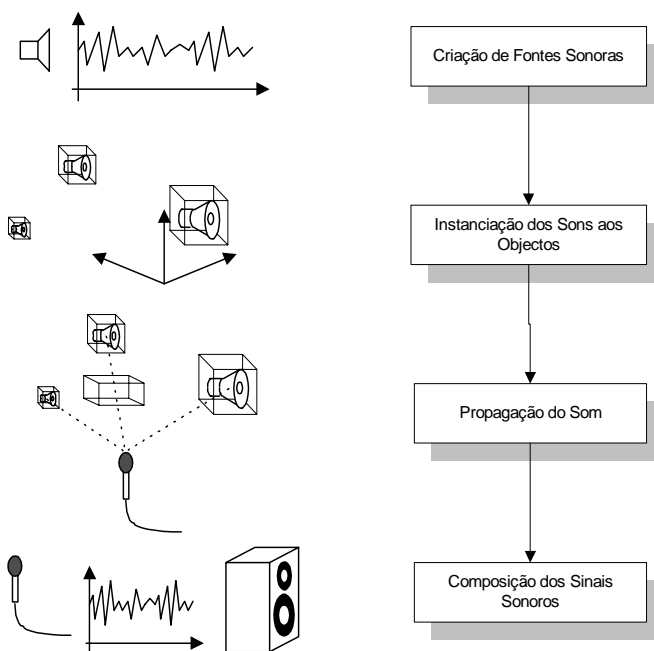 Criação de Fontes Sonoras
Instanciação dos Sons aos
Objectos
Propagação do Som
Composição dos Sinais
Sonoros